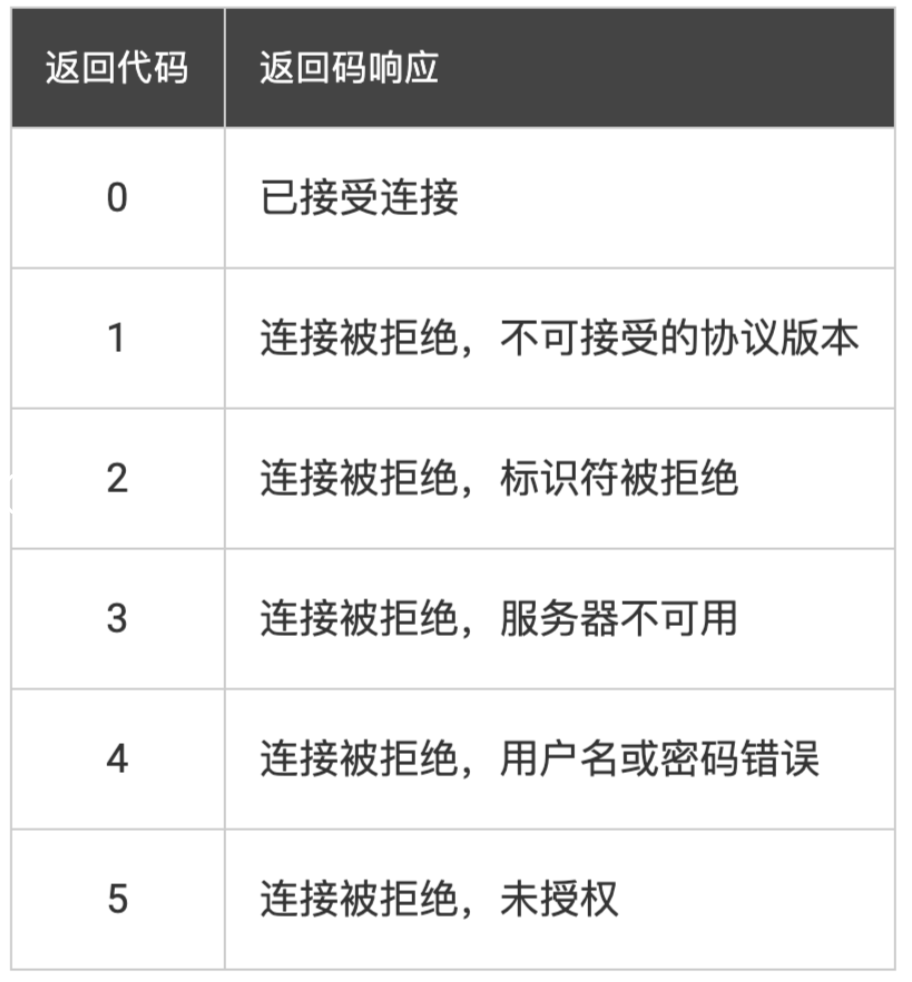 返回代码 返回码响应
0 已接受连接
1 连接被拒绝，不可接受的协议版本
2 连接被拒绝，标识符被拒绝
3 连接被拒绝，服务器不可用
4 连接被拒绝，用户名或密码错误
5 连接被拒绝，未授权